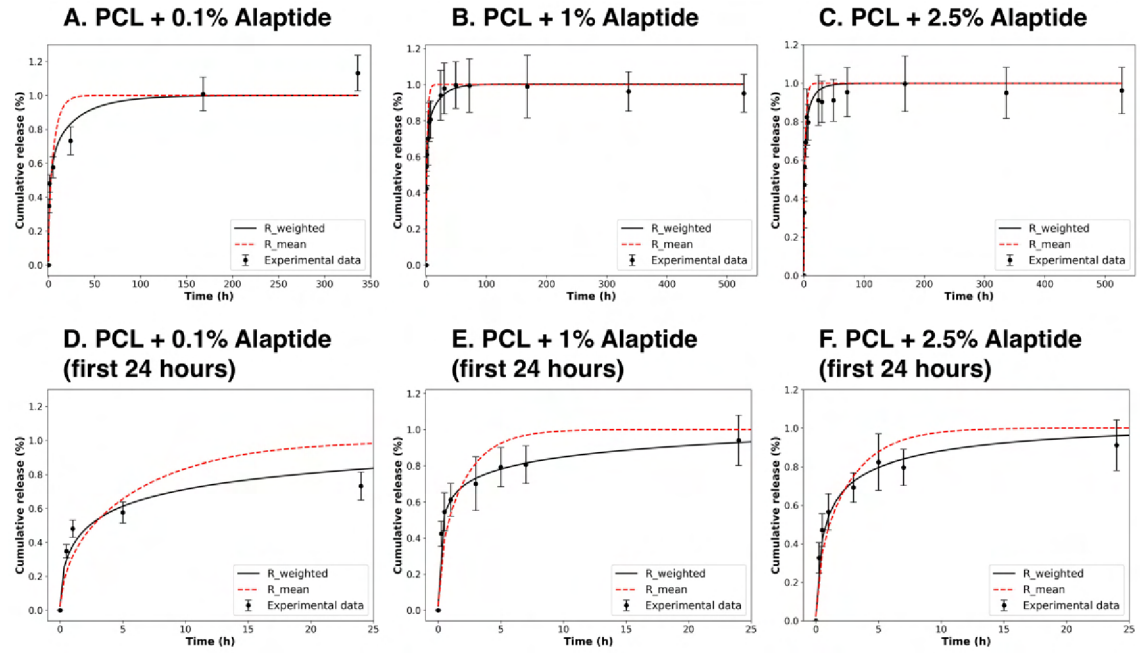 A. PCL + 0.1% Alaptide
1.2
1.0
0.8
0.6
0.4
0.2
0.0
Cumulative release (%)
0 50 100 150 200 250 300 350
Time (h)
R_weighted
R_mean
Experimental data
B. PCL + 1% Alaptide
1.2
1.0
0.8
0.6
0.4
0.2
0.0
Cumulative release (%)
0 100 200 300 400 500
Time (h)
R_weighted
R_mean
Experimental data
C. PCL + 2.5% Alaptide
1.2
1.0
0.8
0.6
0.4
0.2
0.0
Cumulative release (%)
0 100 200 300 400 500
Time (h)
R_weighted
R_mean
Experimental data
D. PCL + 0.1% Alaptide
(first 24 hours)
1.2
1.0
0.8
0.6
0.4
0.2
0.0
Cumulative release (%)
0 5 10 15 20 25
Time (h)
R_weighted
R_mean
Experimental data
E. PCL + 1% Alaptide
(first 24 hours)
1.2
1.0
0.8
0.6
0.4
0.2
0.0
Cumulative release (%)
0 5 10 15 20 25
Time (h)
R_weighted
R_mean
Experimental data
F. PCL + 2.5% Alaptide
(first 24 hours)
1.2
1.0
0.8
0.6
0.4
0.2
0.0
Cumulative release (%)
0 5 10 15 20 25
Time (h)
R_weighted
R_mean
Experimental data